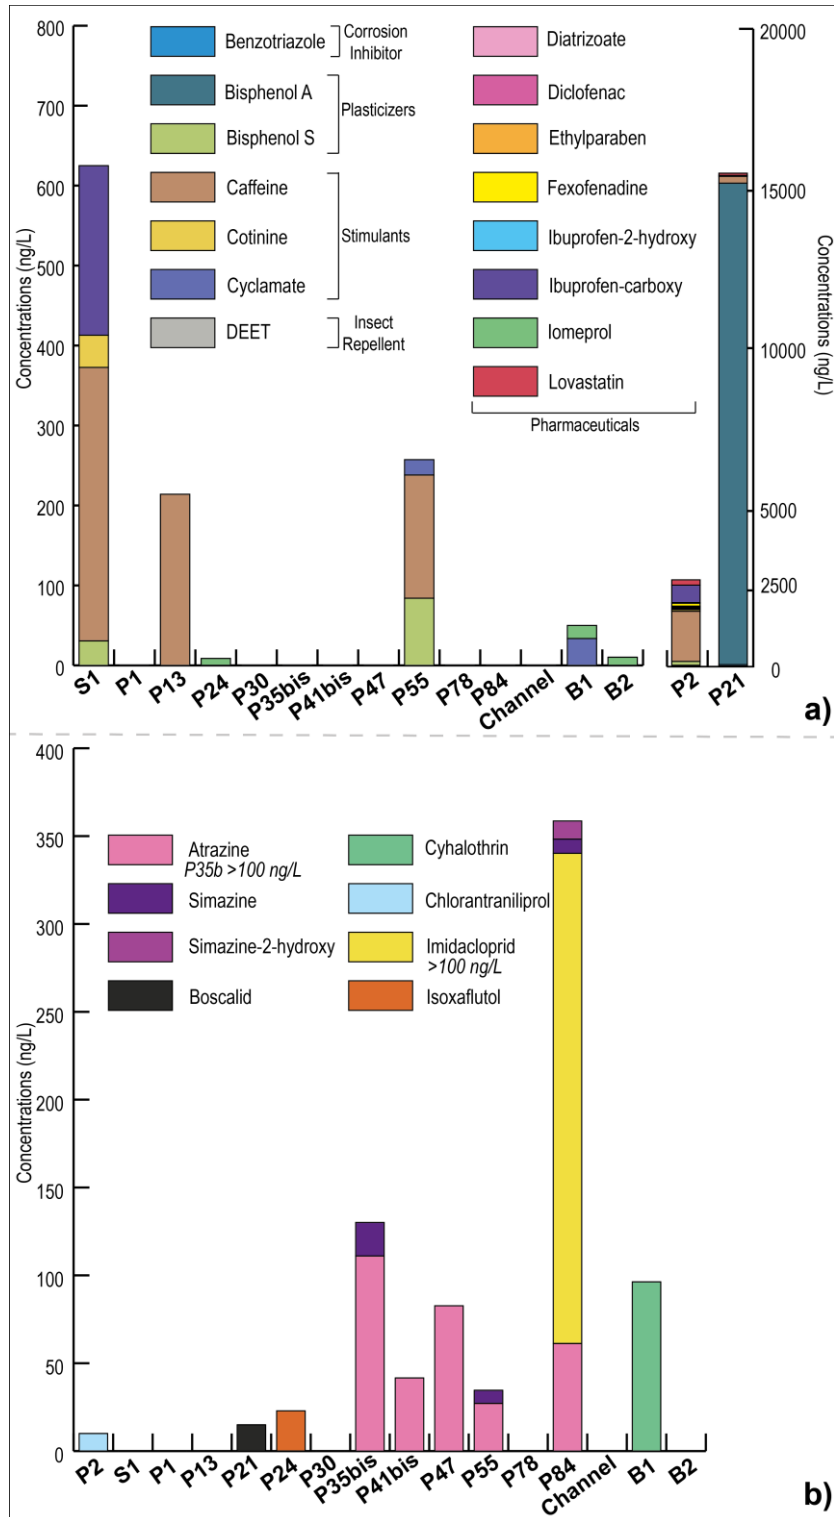 800
700
600
500
400
300
200
100
0
Concentrations (ng/L)
Benzotriazole
Corrosion
Inhibitor
Bisphenol A
Bisphenol S
Plasticizers
Caffeine
Cotinine
Cyclamate
Stimulants
DEET
Insect
Repellent
Diatrizoate
Diclofenac
Ethylparaben
Fexofenadine
Ibuprofen-2-hydroxy
Ibuprofen-carboxy
Iomeprol
Lovastatin
Pharmaceuticals
20000
15000
10000
5000
2500
0
Concentrations (ng/L)
S1
P1
P13
P24
P30
P35bis
P41bis
P47
P55
P78
P84
Channel
B1
B2
P2
P21
a)
400
350
300
250
200
150
100
50
0
Concentrations (ng/L)
Atrazine
P35b >100 ng/L
Simazine
Simazine-2-hydroxy
Boscalid
Cyhalothrin
Chlorantraniliprol
Imidacloprid
>100 ng/L
Isoxaflutol
P2
S1
P1
P13
P21
P24
P30
P35bis
P41bis
P47
P55
P78
P84
Channel
B1
B2
b)